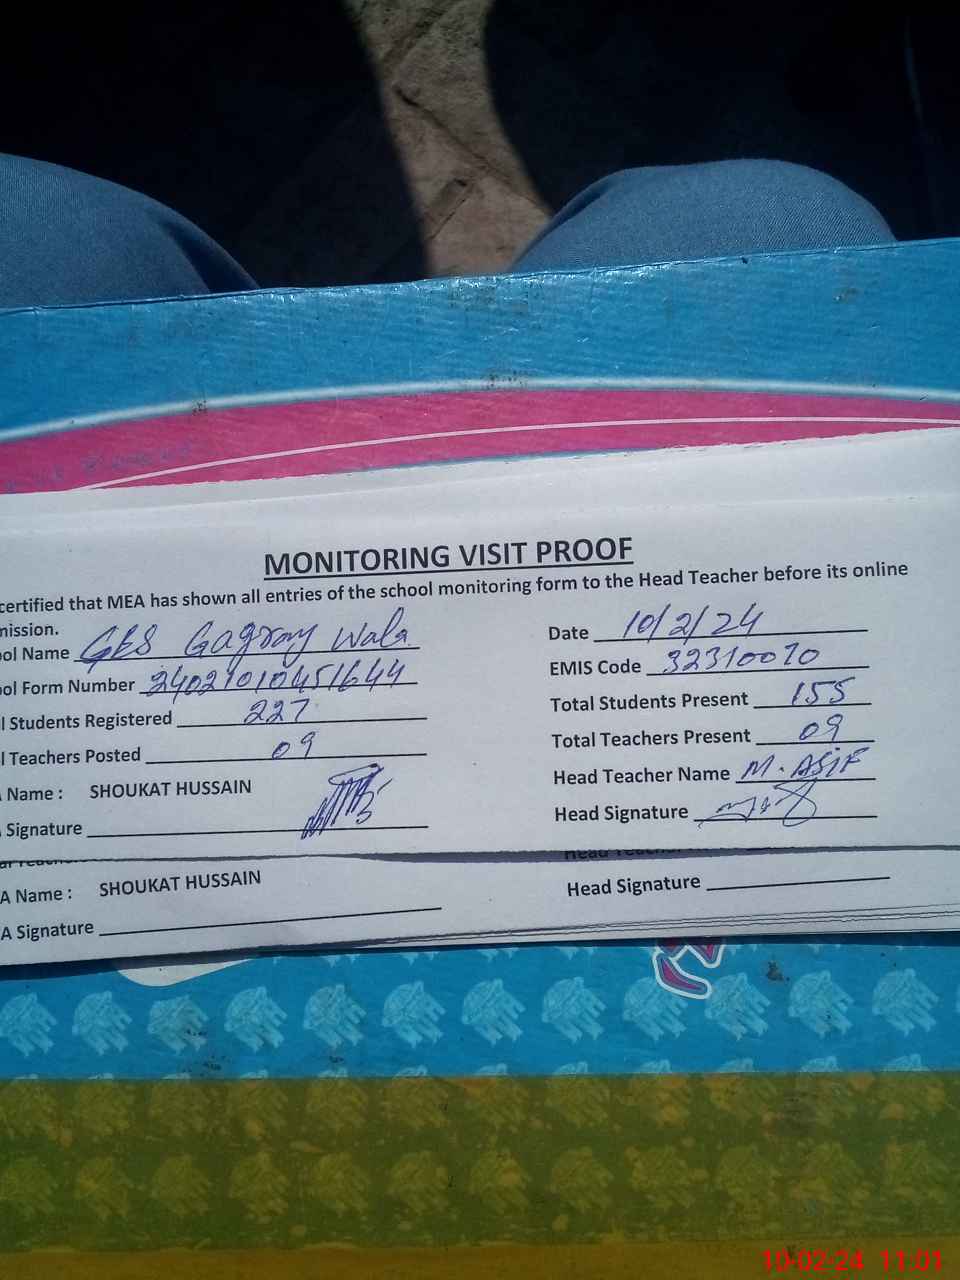 MONITORING VISIT PROOF
certified that MEA has shown all entries of the school monitoring form to the Head Teacher before its online
mission.
ool Name GES Gagray Wala Date 10/2/24
ool Form Number 24021010451644 EMIS Code 32310070
l Students Registered 227 Total Students Present 155
l Teachers Posted 09 Total Teachers Present 09
Name : SHOUKAT HUSSAIN Head Teacher Name M. ASIF
Signature Head Signature
A Name : SHOUKAT HUSSAIN Head Signature
A Signature
10-02-24 11:01